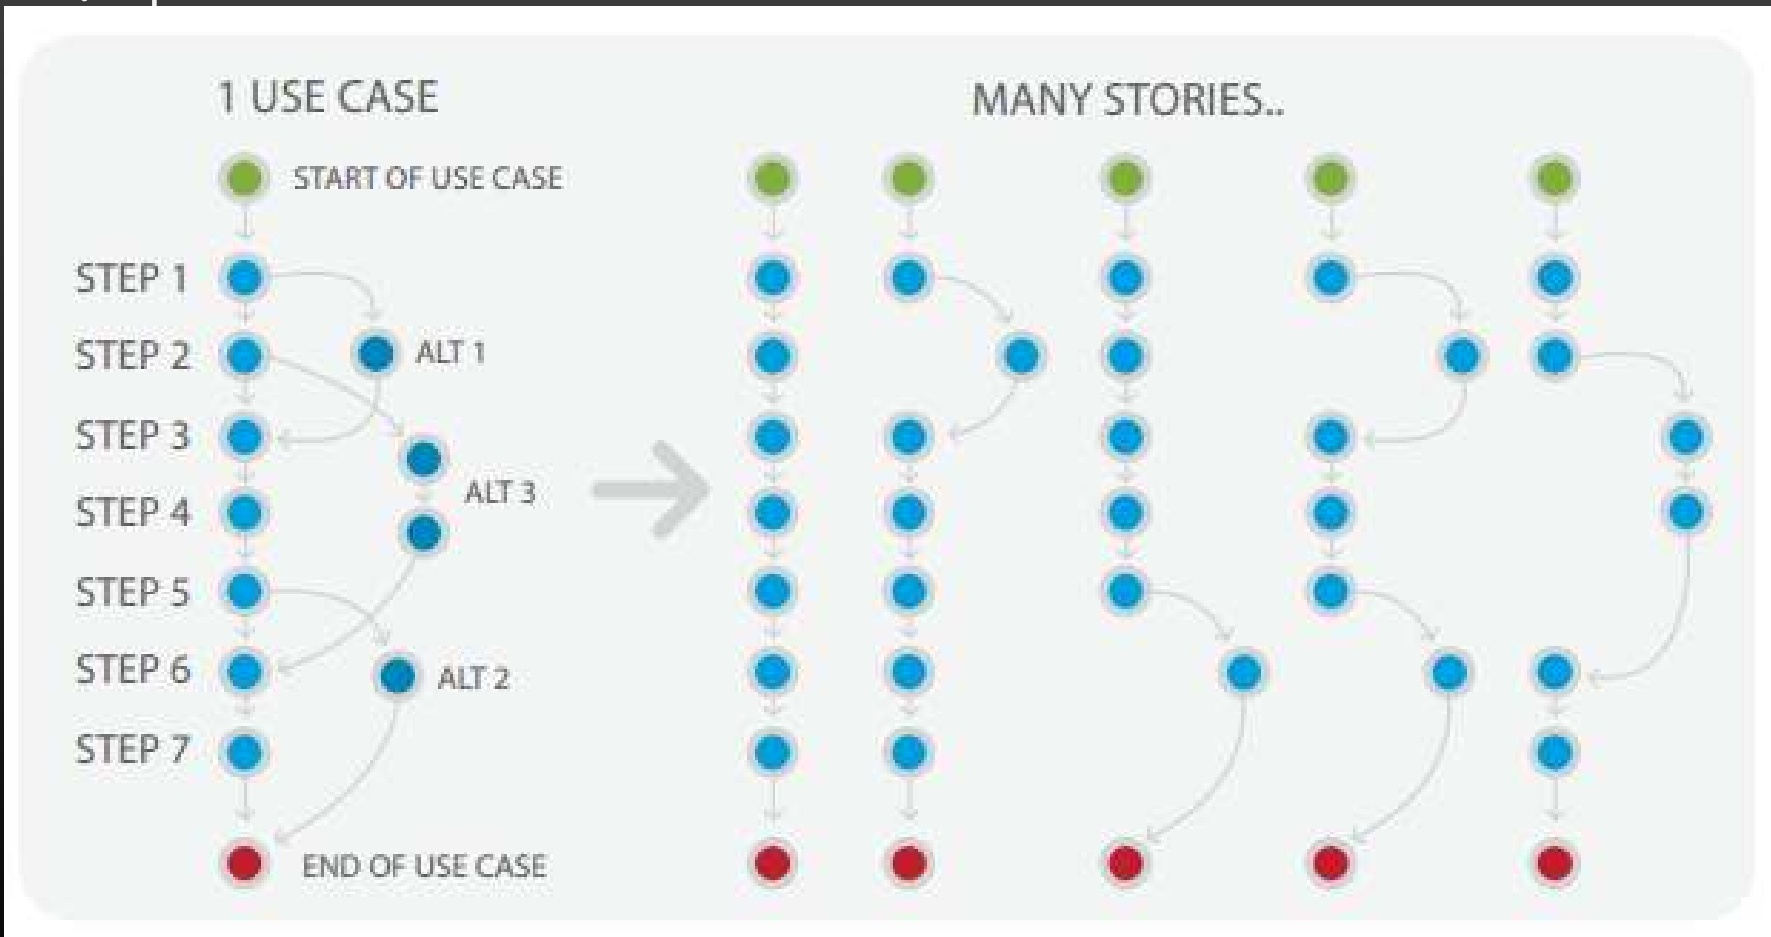 1 USE CASE
MANY STORIES..
START OF USE CASE
STEP 1
STEP 2
ALT 1
STEP 3
STEP 4
ALT 3
STEP 5
STEP 6
ALT 2
STEP 7
END OF USE CASE